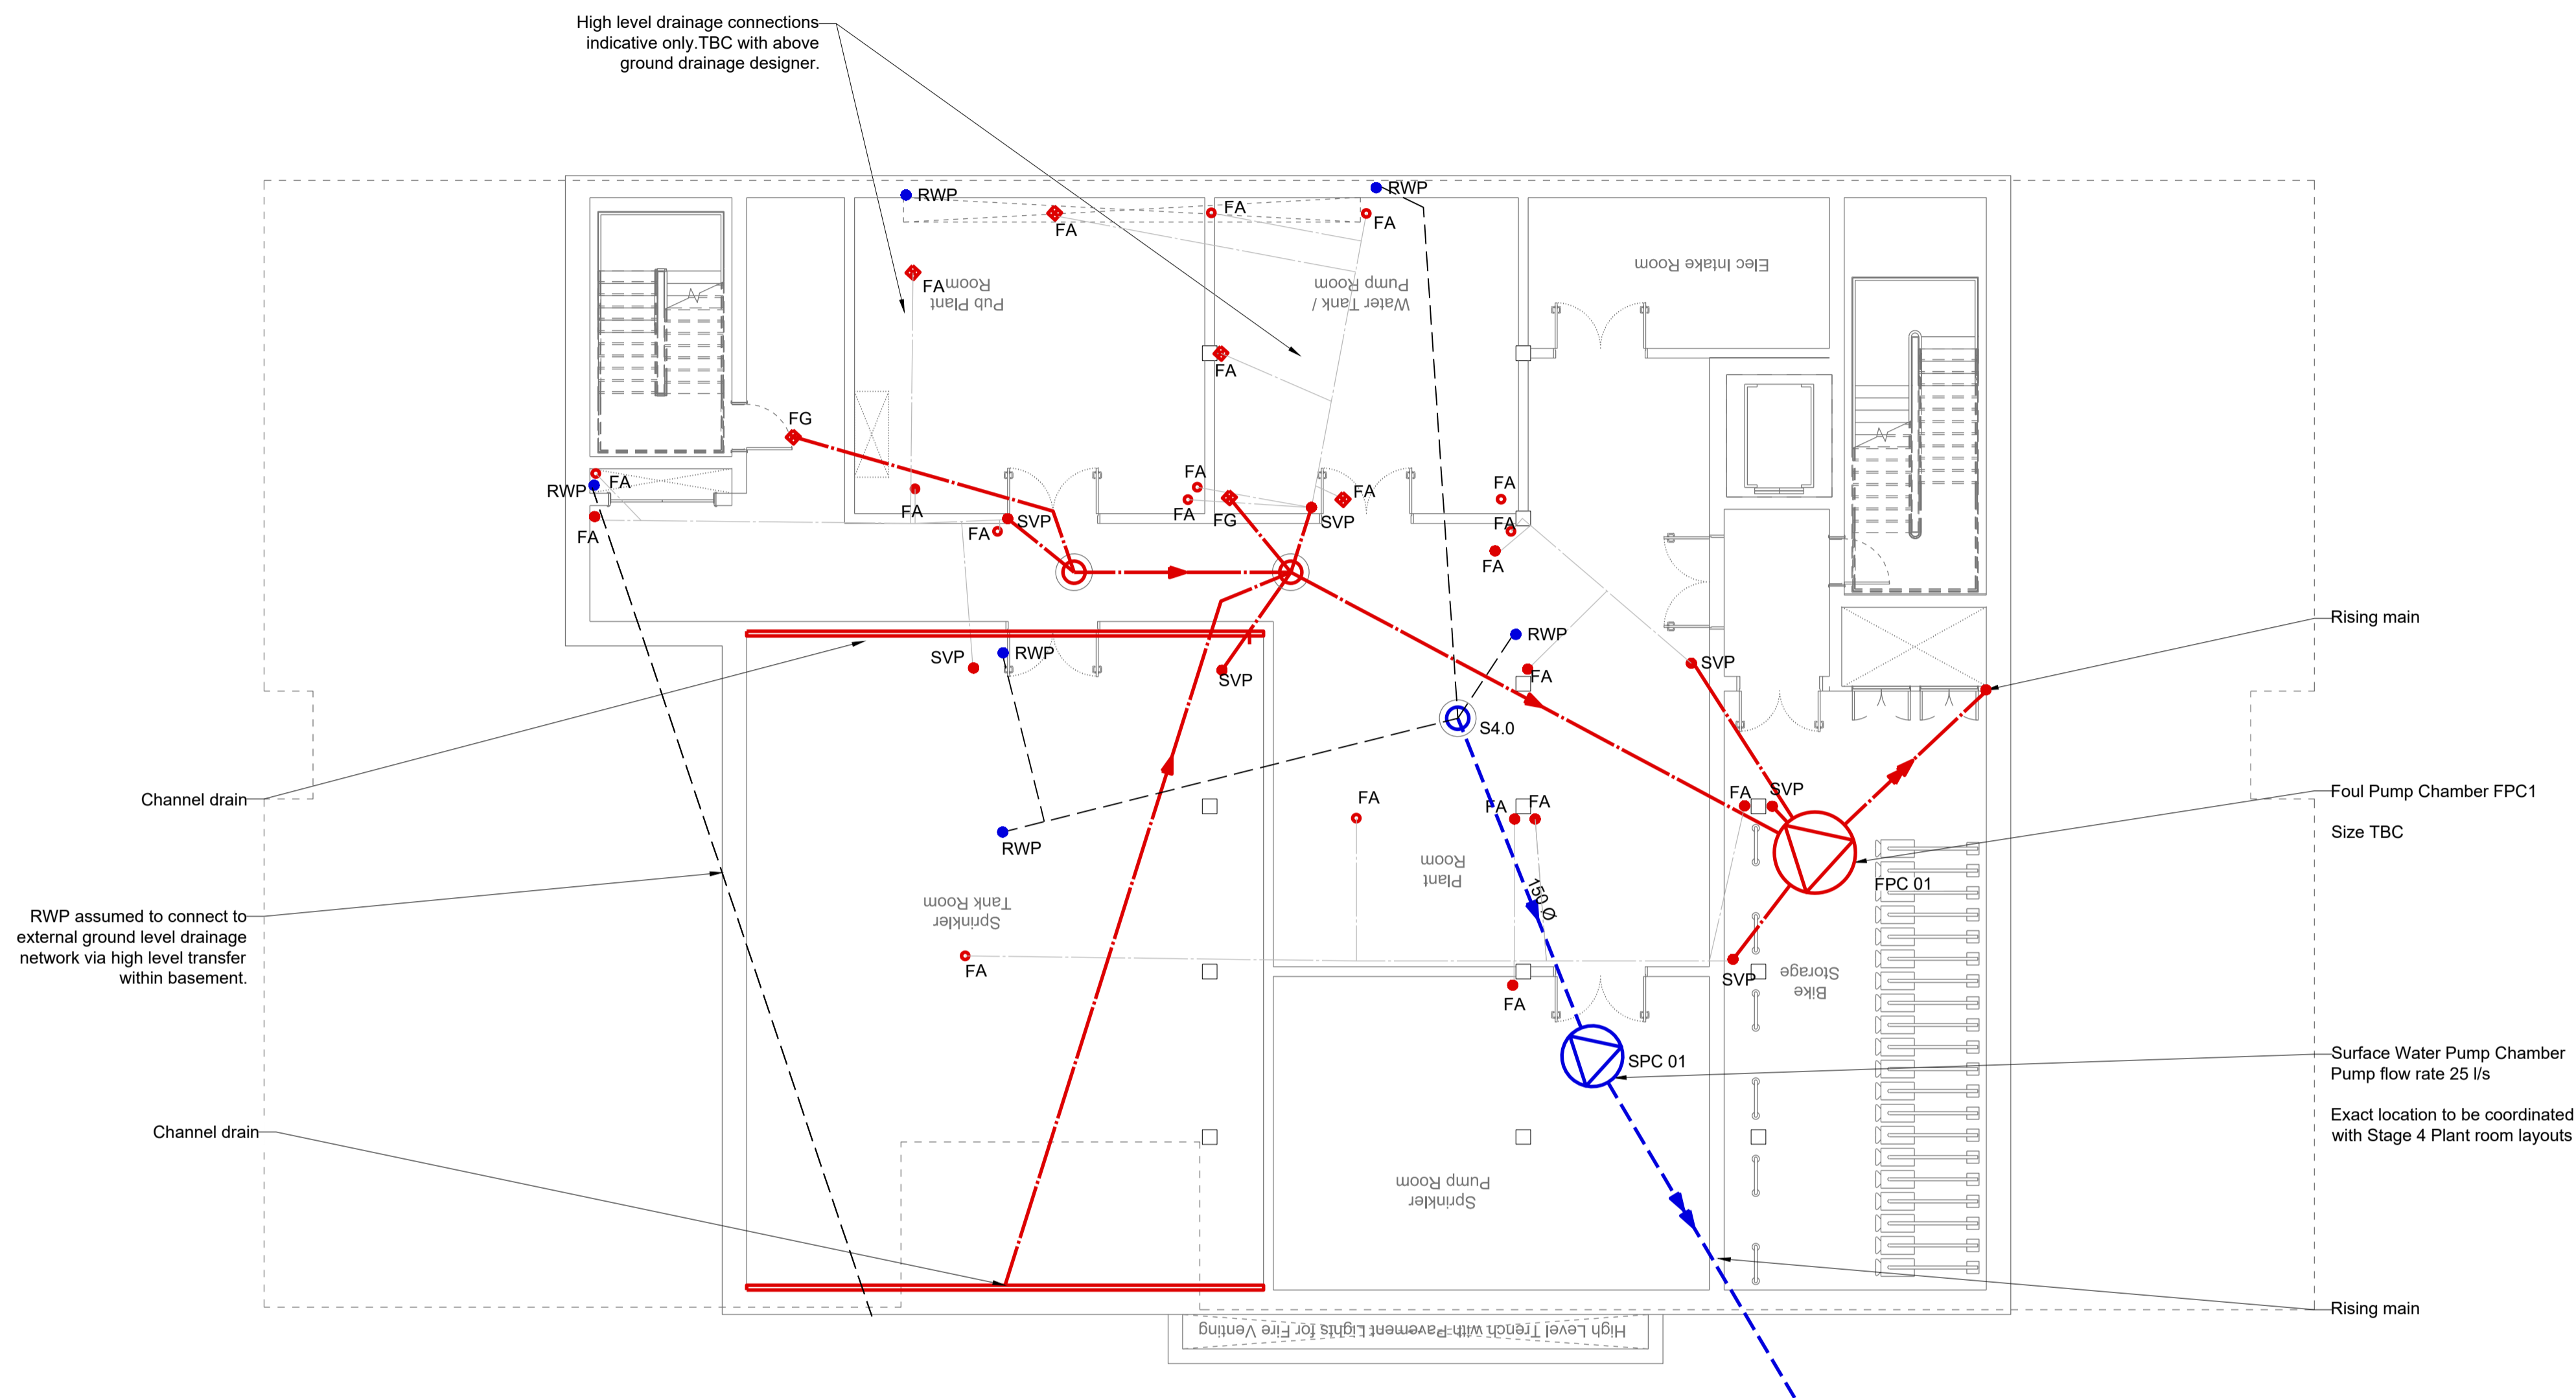 High level drainage connections
indicative only.TBC with above
ground drainage designer.
RWP
RWP
FA
FA
FA
FA
Pub Plant
Room
Water Tank /
Pump Room
Elec Intake Room
FA
FG
FA
RWP
FA
FA
FA
SVP
FA
FA
FA
FG
SVP
FA
FA
FA
FA
Rising main
RWP
RWP
SVP
SVP
FA
SVP
S4.0
Channel drain
Foul Pump Chamber FPC1
Size TBC
FA
FA
FA
FA
SVP
RWP
Plant
Room
150 Ø
FPC 01
RWP assumed to connect to
external ground level drainage
network via high level transfer
within basement.
Sprinkler
Tank Room
FA
SVP
Bike
Storage
FA
SPC 01
Surface Water Pump Chamber
Pump flow rate 25 l/s
Exact location to be coordinated
with Stage 4 Plant room layouts
Channel drain
Sprinkler
Pump Room
Rising main
High Level Trench with Pavement Lights for Fire Venting